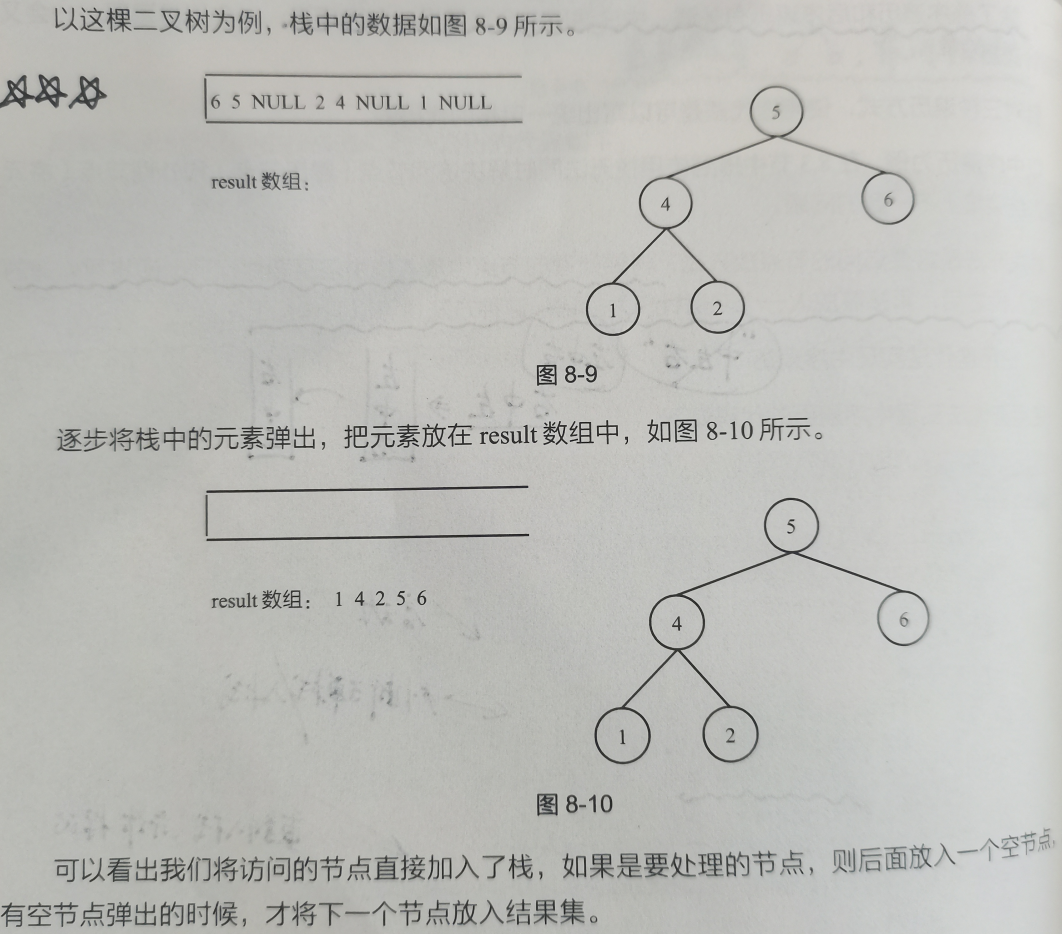 以这棵二叉树为例，栈中的数据如图 8-9 所示。
6 5 NULL 2 4 NULL 1 NULL
result 数组：
5
4
6
1
2
图 8-9
逐步将栈中的元素弹出，把元素放在 result 数组中，如图 8-10 所示。
result 数组： 1 4 2 5 6
5
4
6
1
2
图 8-10
可以看出我们将访问的节点直接加入了栈，如果是要处理的节点，则后面放入一个空节点，
有空节点弹出的时候，才将下一个节点放入结果集。